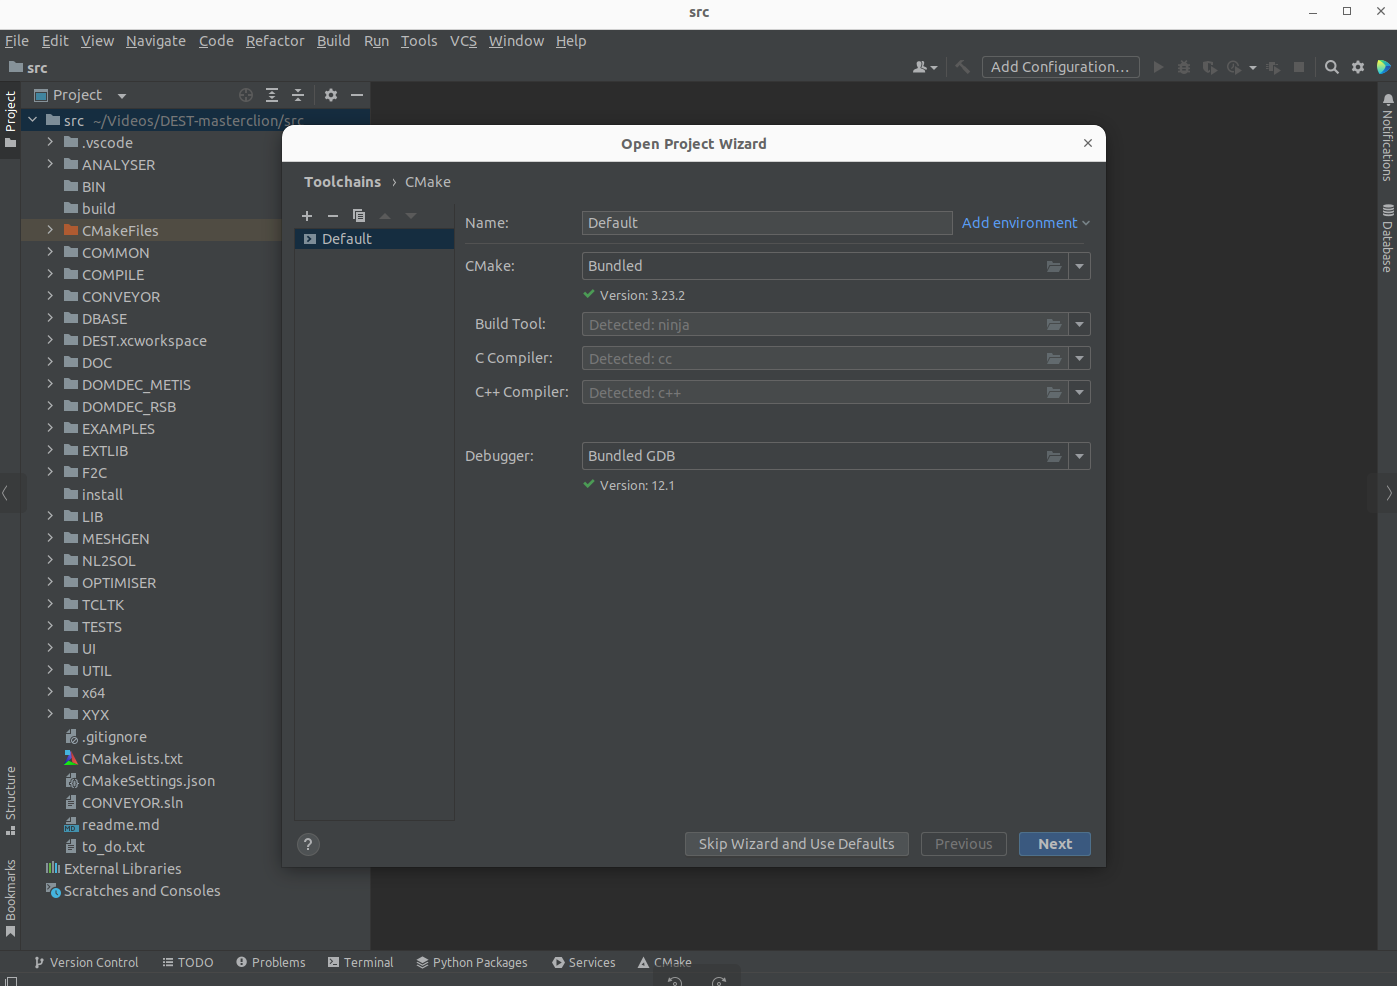 src
File Edit View Navigate Code Refactor Build Run Tools VCS Window Help
src
Add Configuration...
Project
Project
src ~/Videos/DEST-masterclion/src
.vscode
ANALYSER
BIN
build
CMakeFiles
COMMON
COMPILE
CONVEYOR
DBASE
DEST.xcworkspace
DOC
DOMDEC_METIS
DOMDEC_RSB
EXAMPLES
EXTLIB
F2C
install
LIB
MESHGEN
NL2SOL
OPTIMISER
TCLTK
TESTS
UI
UTIL
x64
XYX
.gitignore
CMakeLists.txt
CMakeSettings.json
CONVEYOR.sln
readme.md
to_do.txt
External Libraries
Scratches and Consoles
Structure
Bookmarks
Open Project Wizard
Toolchains › CMake
Default
Name: Default Add environment
CMake: Bundled
Version: 3.23.2
Build Tool: Detected: ninja
C Compiler: Detected: cc
C++ Compiler: Detected: c++
Debugger: Bundled GDB
Version: 12.1
? Skip Wizard and Use Defaults Previous Next
Notifications
Database
Version Control TODO Problems Terminal Python Packages Services CMake